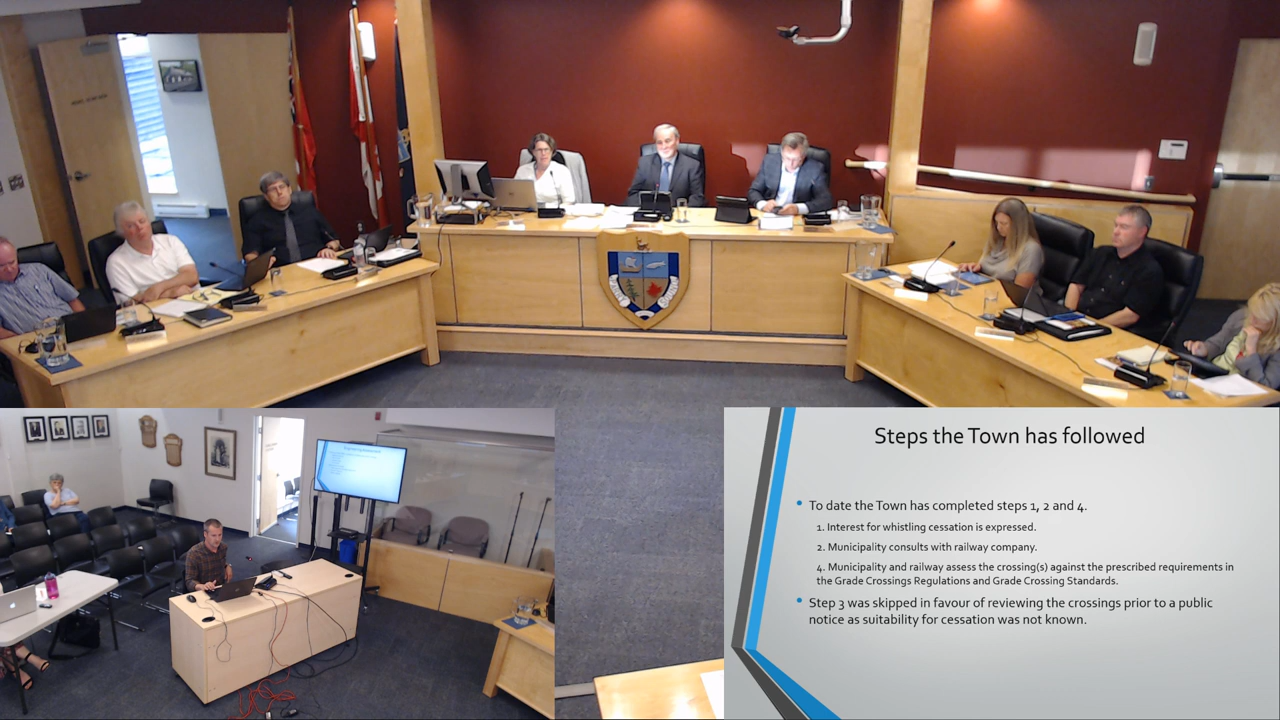 Steps the Town has followed
• To date the Town has completed steps 1, 2 and 4.
1. Interest for whistling cessation is expressed.
2. Municipality consults with railway company.
4. Municipality and railway assess the crossing(s) against the prescribed requirements in
the Grade Crossings Regulations and Grade Crossing Standards.
• Step 3 was skipped in favour of reviewing the crossings prior to a public
notice as suitability for cessation was not known.